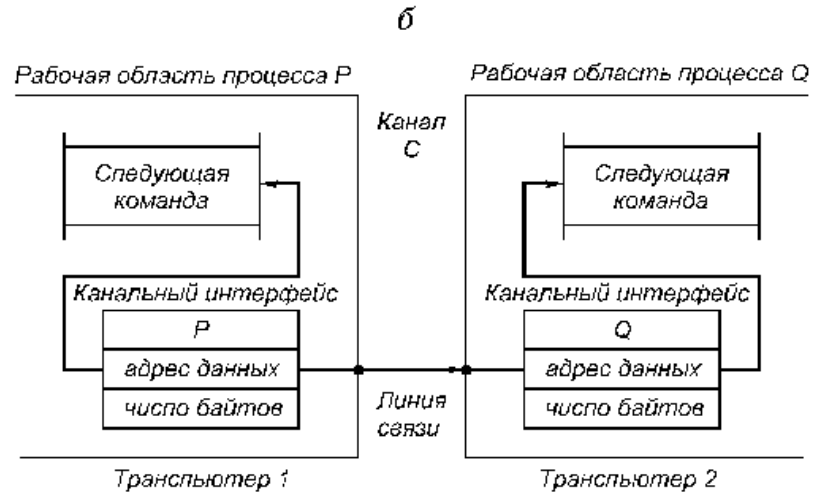 б
Рабочая область процесса P
Рабочая область процесса Q
Канал
С
Следующая
команда
Следующая
команда
Канальный интерфейс
Канальный интерфейс
P
Q
адрес данных
адрес данных
число байтов
число байтов
Линия
связи
Транспьютер 1
Транспьютер 2